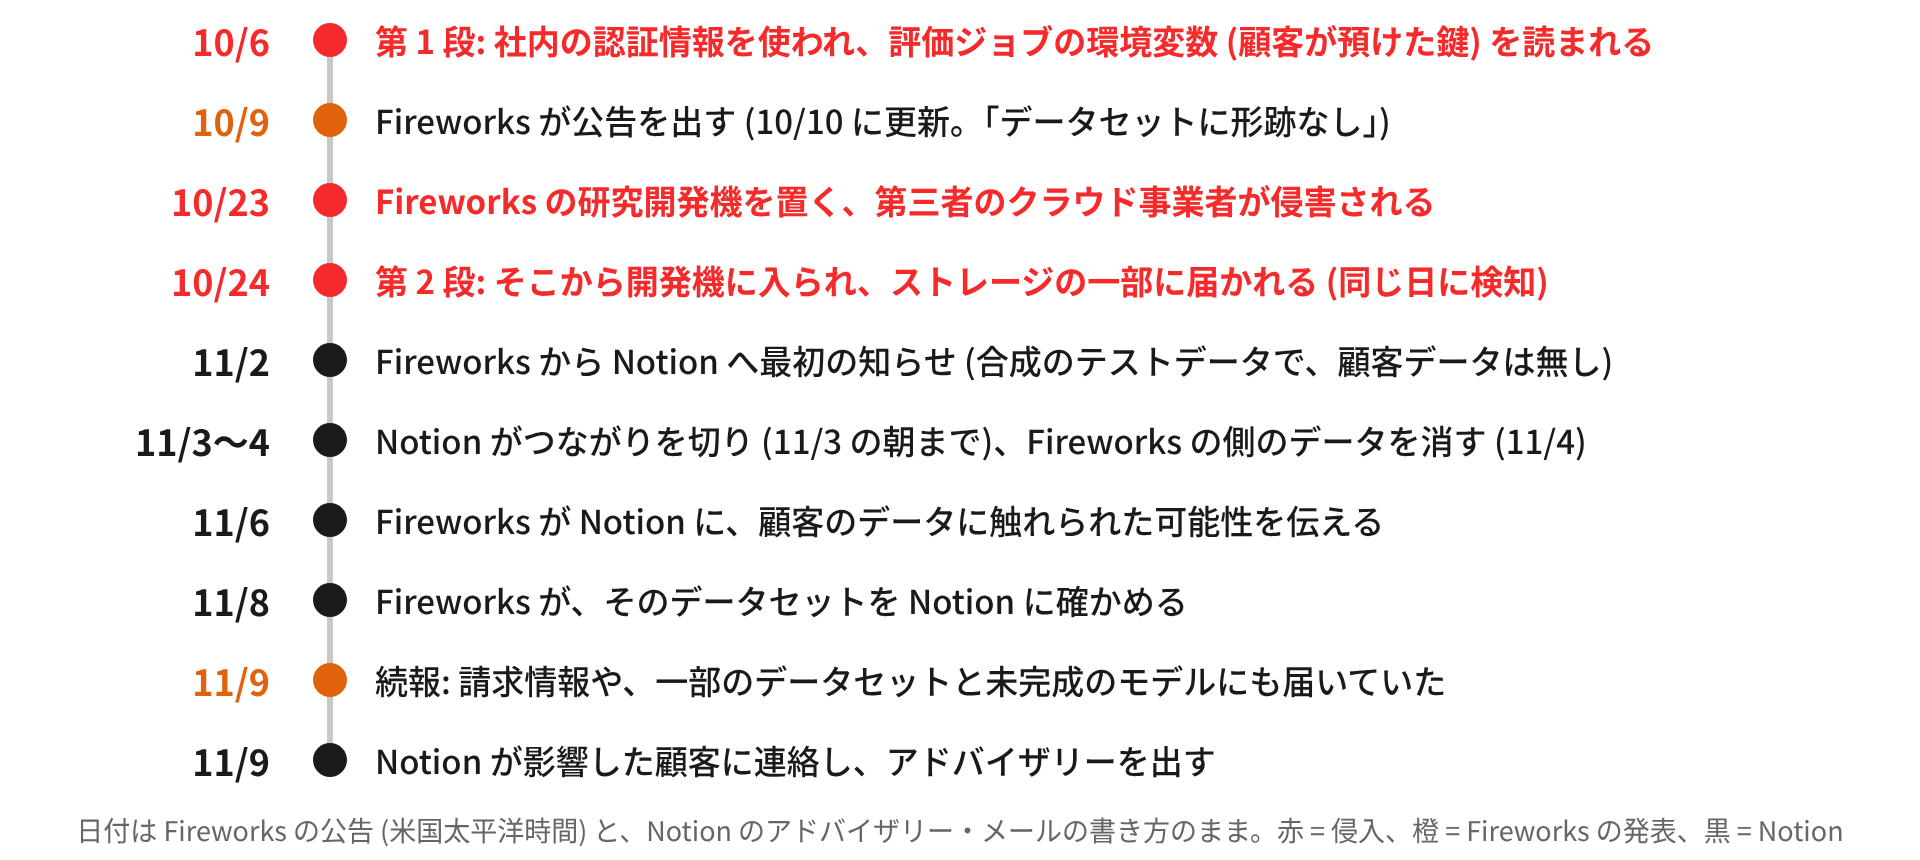 10/6 第 1 段: 社内の認証情報を使われ、評価ジョブの環境変数 (顧客が預けた鍵) を読まれる
10/9 Fireworks が公告を出す (10/10 に更新。「データセットに形跡なし」)
10/23 Fireworks の研究開発機を置く、第三者のクラウド事業者が侵害される
10/24 第 2 段: そこから開発機に入られ、ストレージの一部に届かれる (同じ日に検知)
11/2 Fireworks から Notion へ最初の知らせ (合成のテストデータで、顧客データは無し)
11/3〜4 Notion がつながりを切り (11/3 の朝まで)、Fireworks の側のデータを消す (11/4)
11/6 Fireworks が Notion に、顧客のデータに触れられた可能性を伝える
11/8 Fireworks が、そのデータセットを Notion に確かめる
11/9 続報: 請求情報や、一部のデータセットと未完成のモデルにも届いていた
11/9 Notion が影響した顧客に連絡し、アドバイザリーを出す
日付は Fireworks の公告 (米国太平洋時間) と、Notion のアドバイザリー・メールの書き方のまま。赤 = 侵入、橙 = Fireworks の発表、黒 = Notion